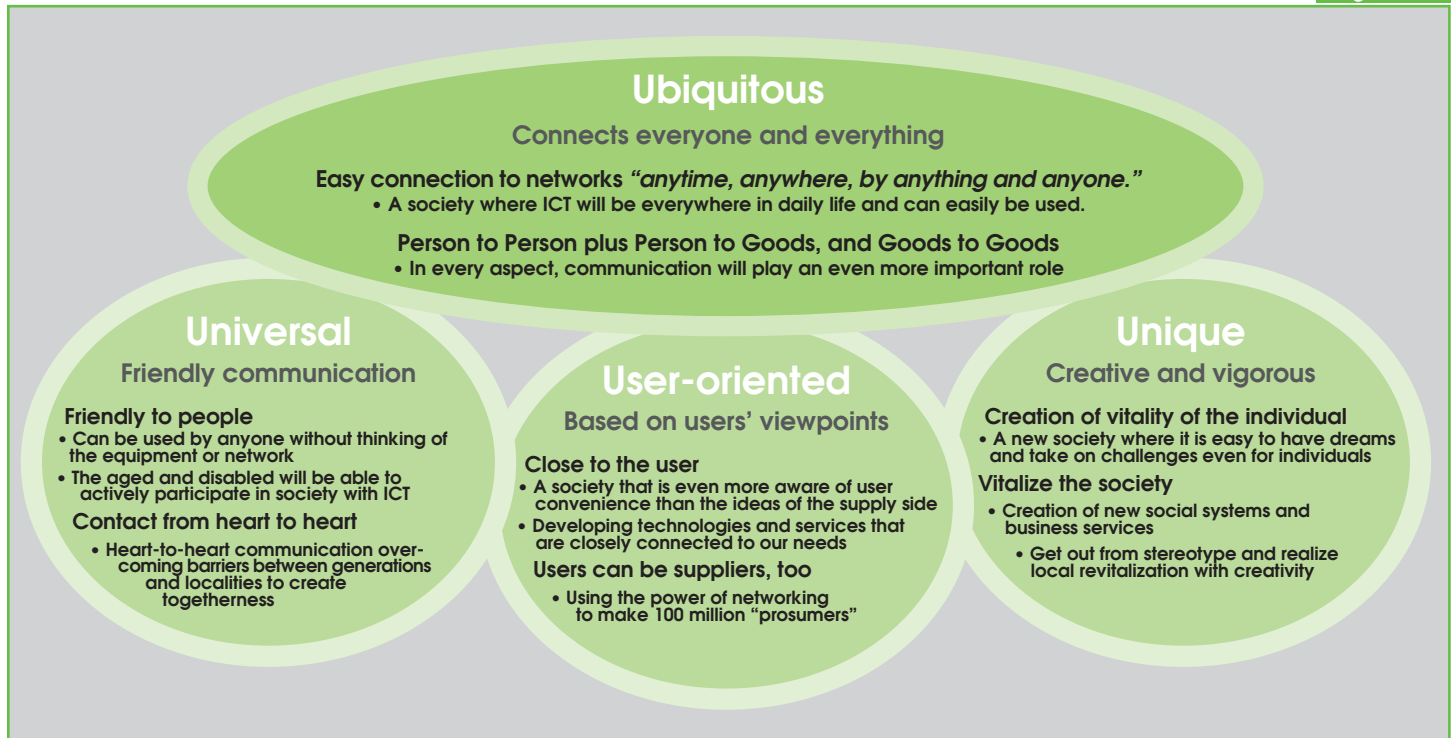 Ubiquitous
Connects everyone and everything
Easy connection to networks “anytime, anywhere, by anything and anyone.”
• A society where ICT will be everywhere in daily life and can easily be used.
Person to Person plus Person to Goods, and Goods to Goods
• In every aspect, communication will play an even more important role
Universal
Friendly communication
Friendly to people
• Can be used by anyone without thinking of
the equipment or network
• The aged and disabled will be able to
actively participate in society with ICT
Contact from heart to heart
• Heart-to-heart communication over-
coming barriers between generations
and localities to create
togetherness
User-oriented
Based on users’ viewpoints
Close to the user
• A society that is even more aware of user
convenience than the ideas of the supply side
• Developing technologies and services that
are closely connected to our needs
Users can be suppliers, too
• Using the power of networking
to make 100 million “prosumers”
Unique
Creative and vigorous
Creation of vitality of the individual
• A new society where it is easy to have dreams
and take on challenges even for individuals
Vitalize the society
• Creation of new social systems and
business services
• Get out from stereotype and realize
local revitalization with creativity